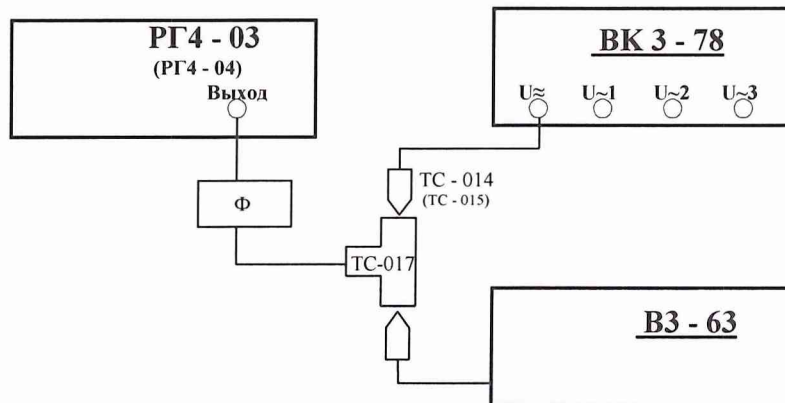 РГ4 - 03
(РГ4 - 04)
Выход
ВК 3 - 78
U≈ U~1 U~2 U~3
Ф
ТС - 014
(ТС - 015)
ТС-017
В3 - 63